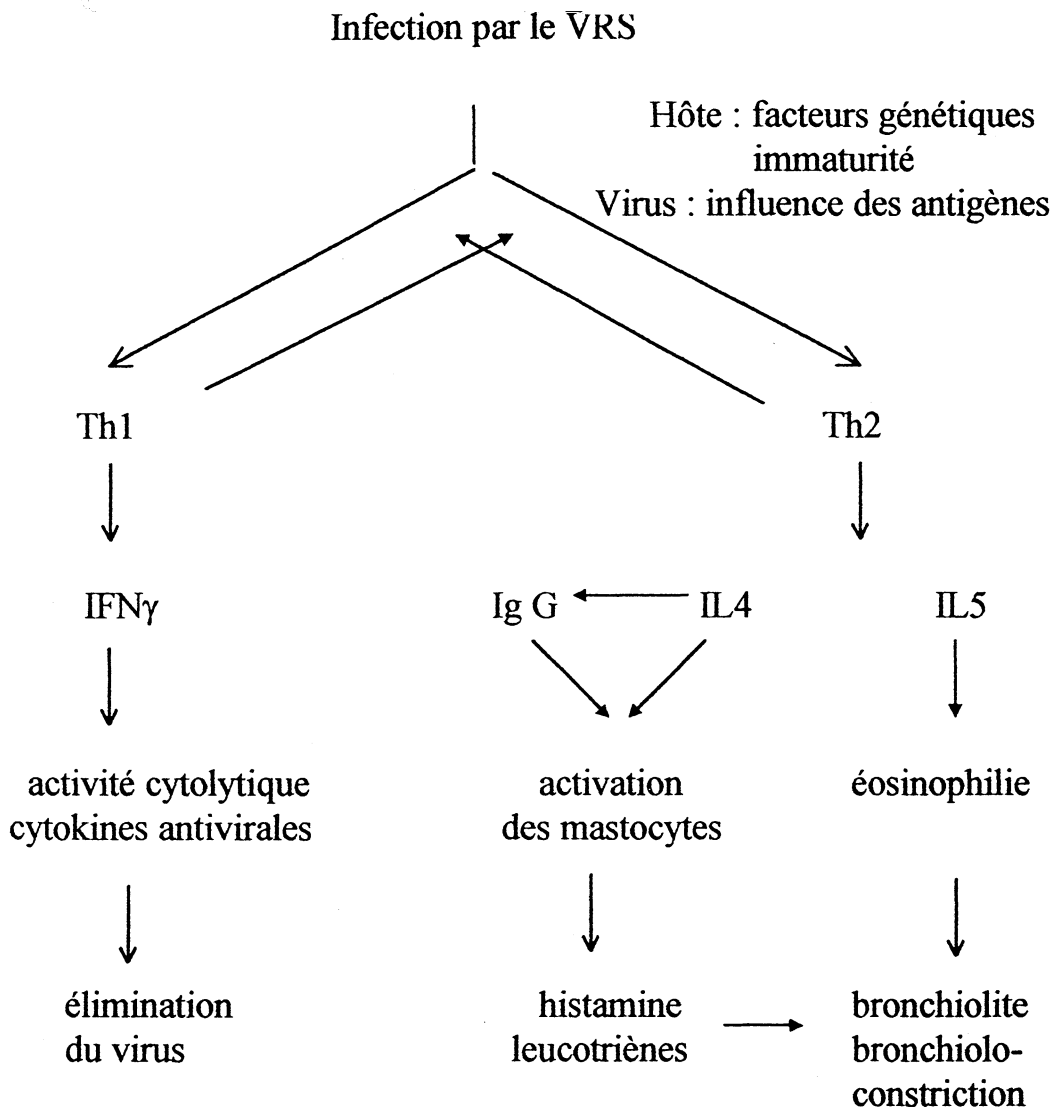 Infection par le VRS
Hôte : facteurs génétiques
immaturité
Virus : influence des antigènes
Th1
Th2
IFNγ
Ig G
IL4
IL5
activité cytolytique
cytokines antivirales
activation
des mastocytes
éosinophilie
élimination
du virus
histamine
leucotriènes
bronchiolite
bronchiolo-
constriction